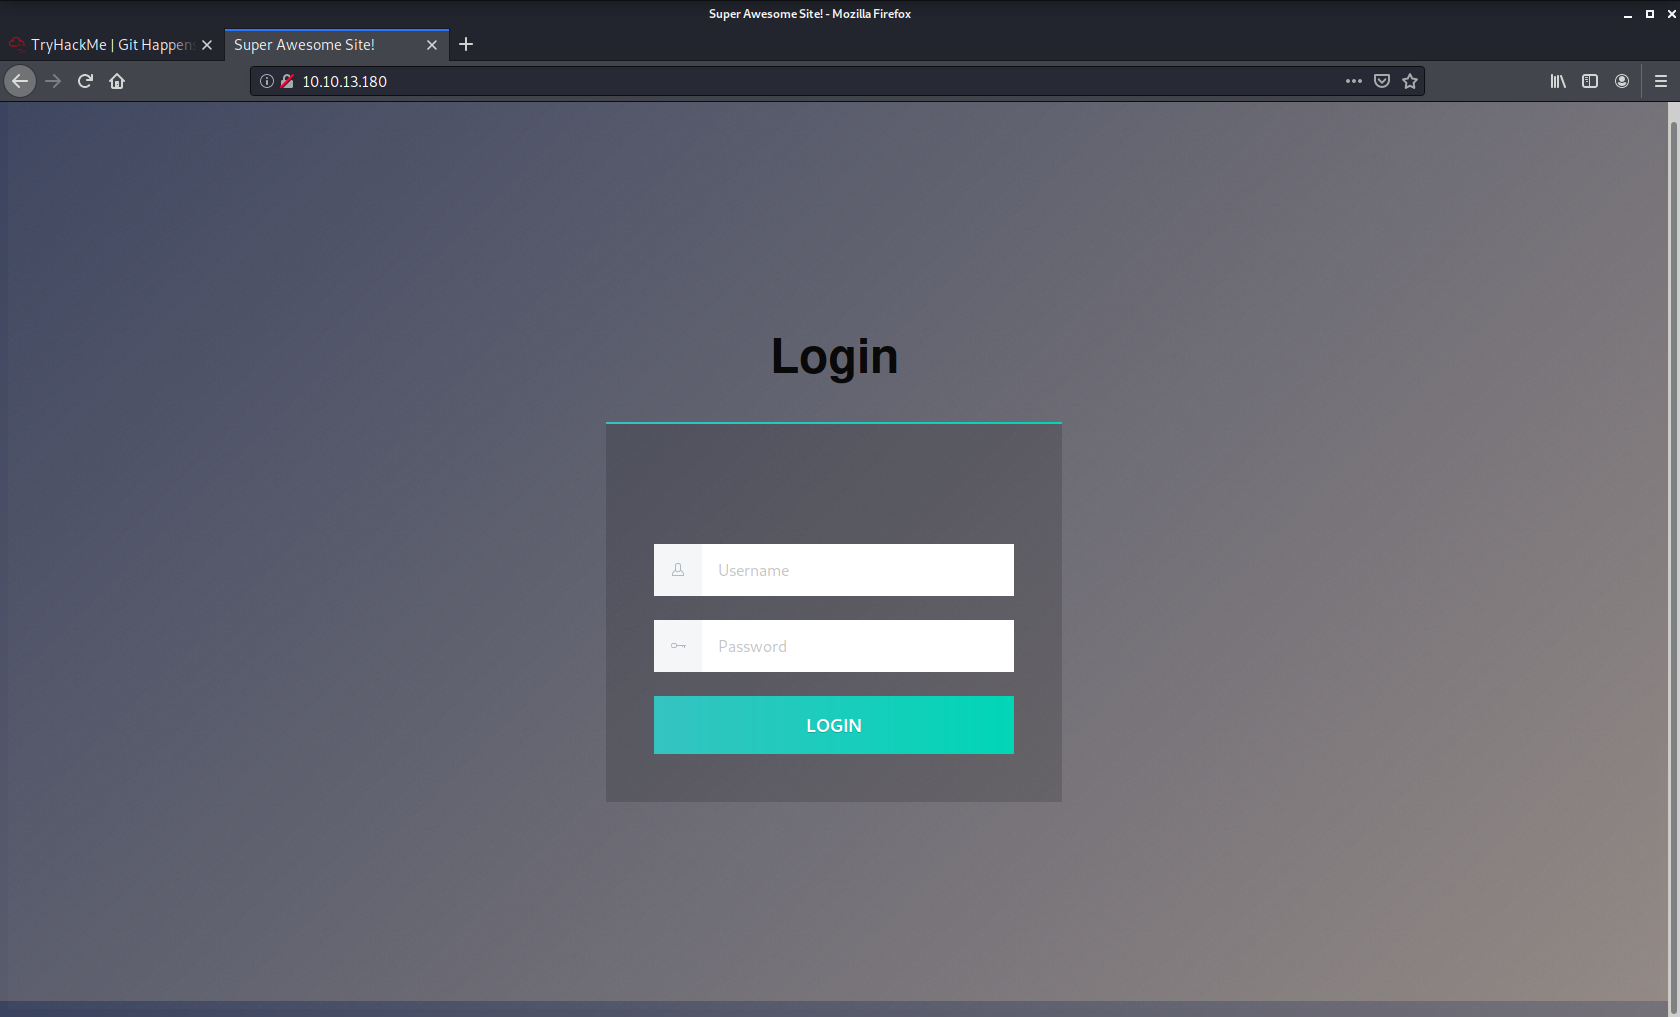 Super Awesome Site! - Mozilla Firefox
TryHackMe | Git Happen
Super Awesome Site!
10.10.13.180
Login
Username
Password
LOGIN